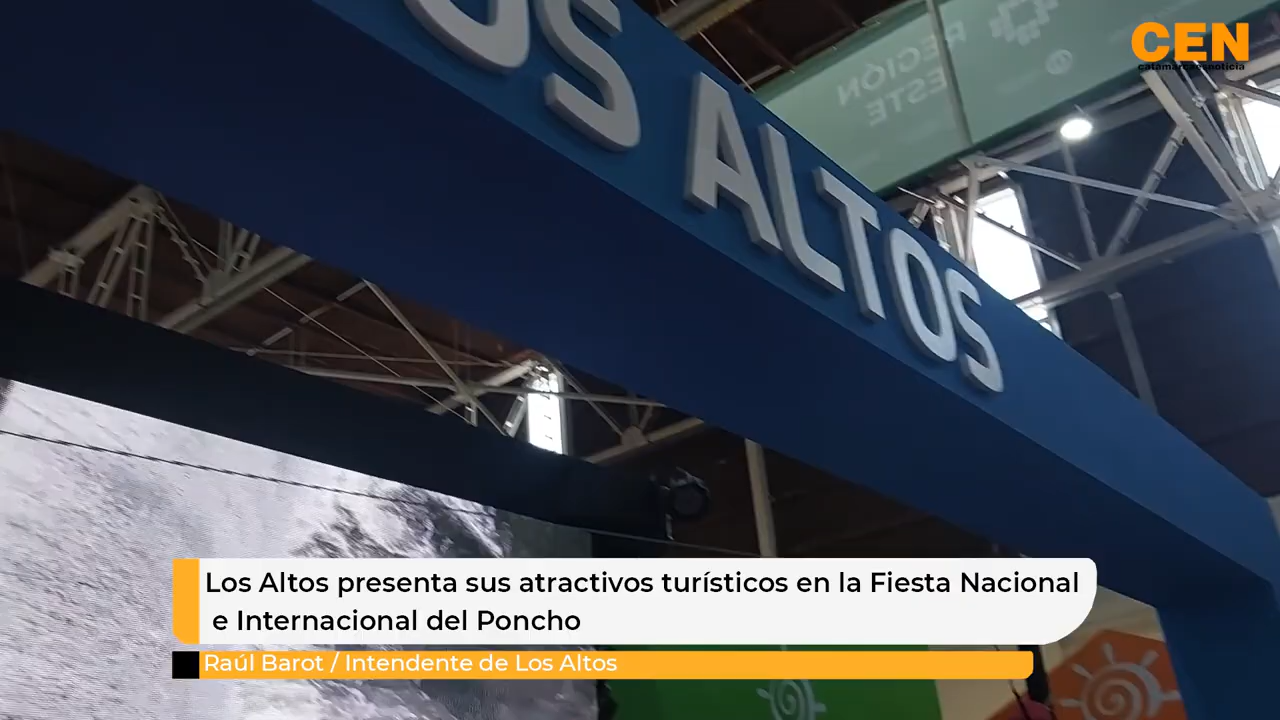 CEN
catamarcaesnoticia
REGIÓN
ESTE
OS ALTOS
Los Altos presenta sus atractivos turísticos en la Fiesta Nacional
e Internacional del Poncho
Raúl Barot / Intendente de Los Altos